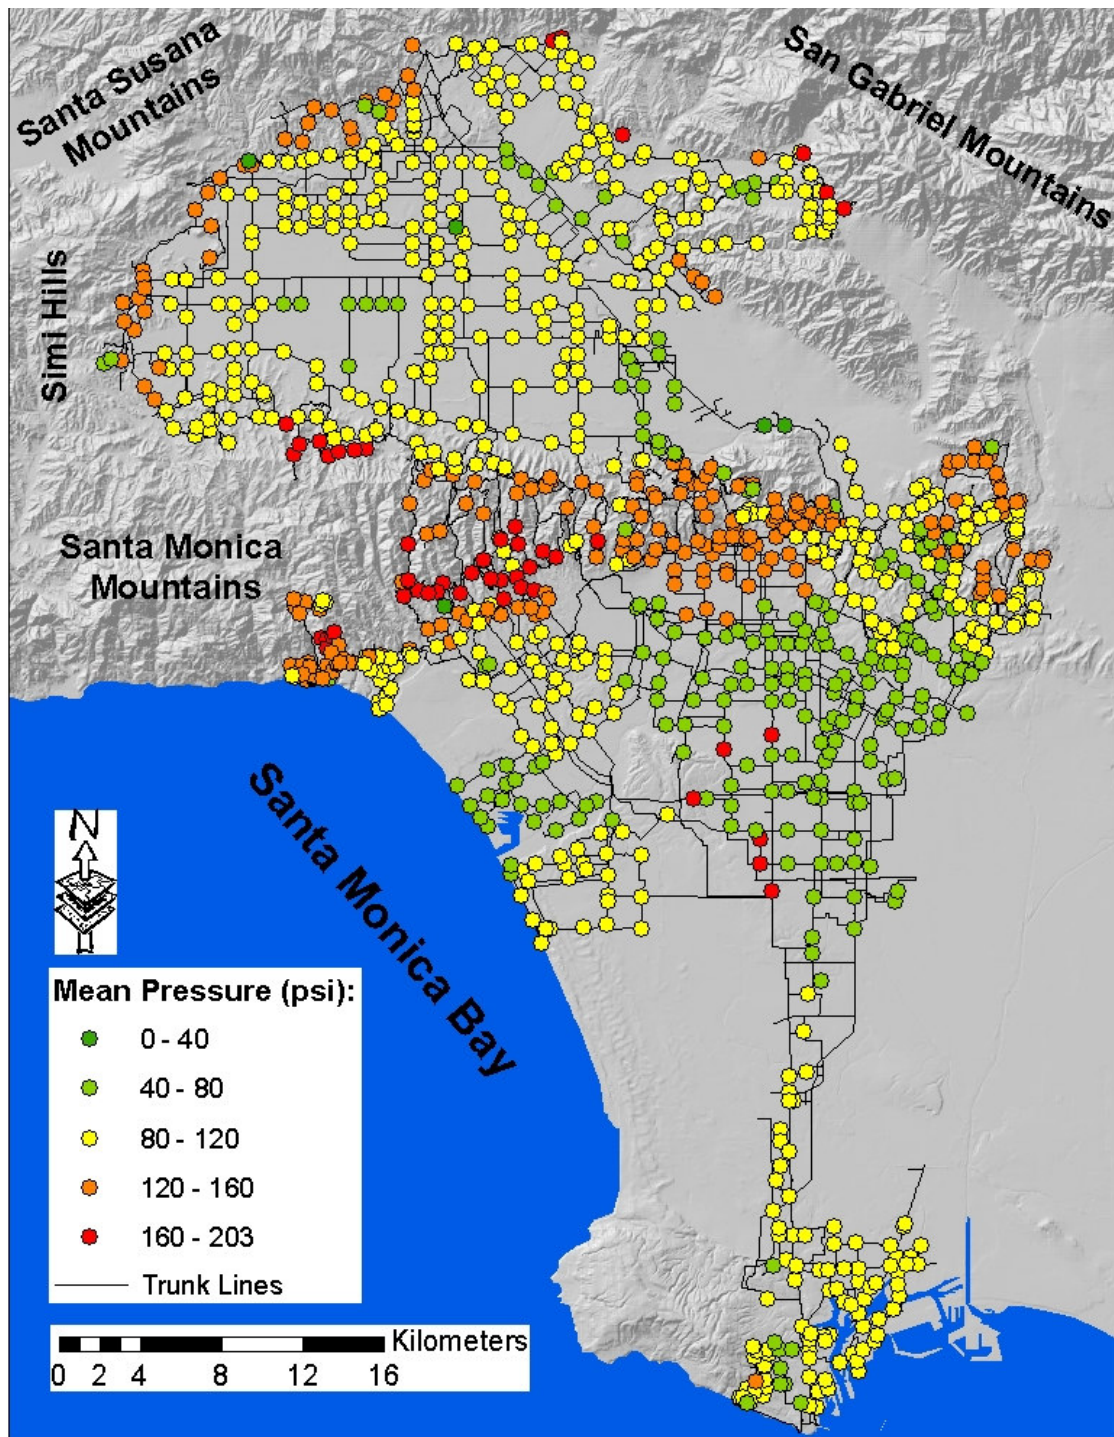 Santa Susana
Mountains
San Gabriel Mountains
Simi Hills
Santa Monica
Mountains
Santa Monica Bay
N
Mean Pressure (psi):
0 - 40
40 - 80
80 - 120
120 - 160
160 - 203
Trunk Lines
Kilometers
0 2 4 8 12 16